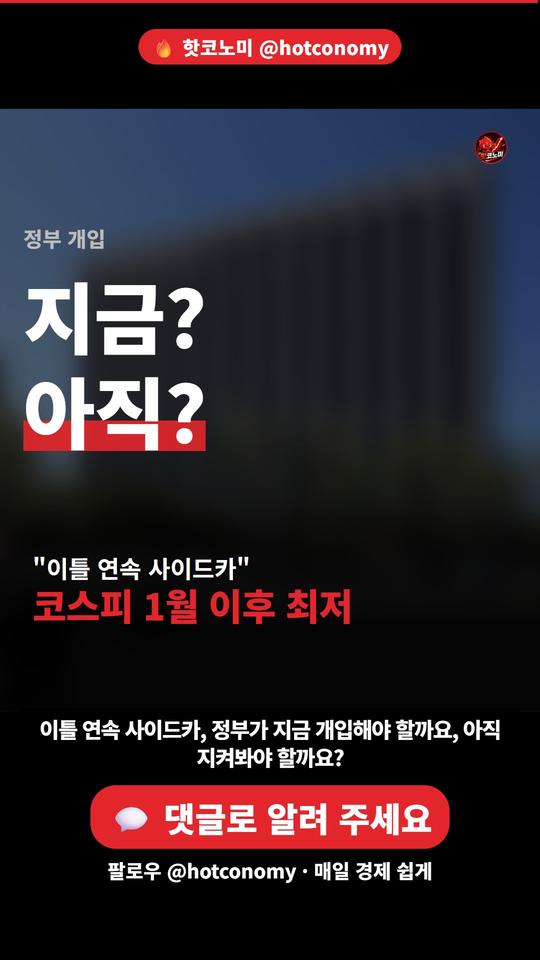 핫코노미 @hotconomy
코노미
정부 개입
지금?
아직?
"이틀 연속 사이드카"
코스피 1월 이후 최저
이틀 연속 사이드카, 정부가 지금 개입해야 할까요, 아직
지켜봐야 할까요?
댓글로 알려 주세요
팔로우 @hotconomy · 매일 경제 쉽게